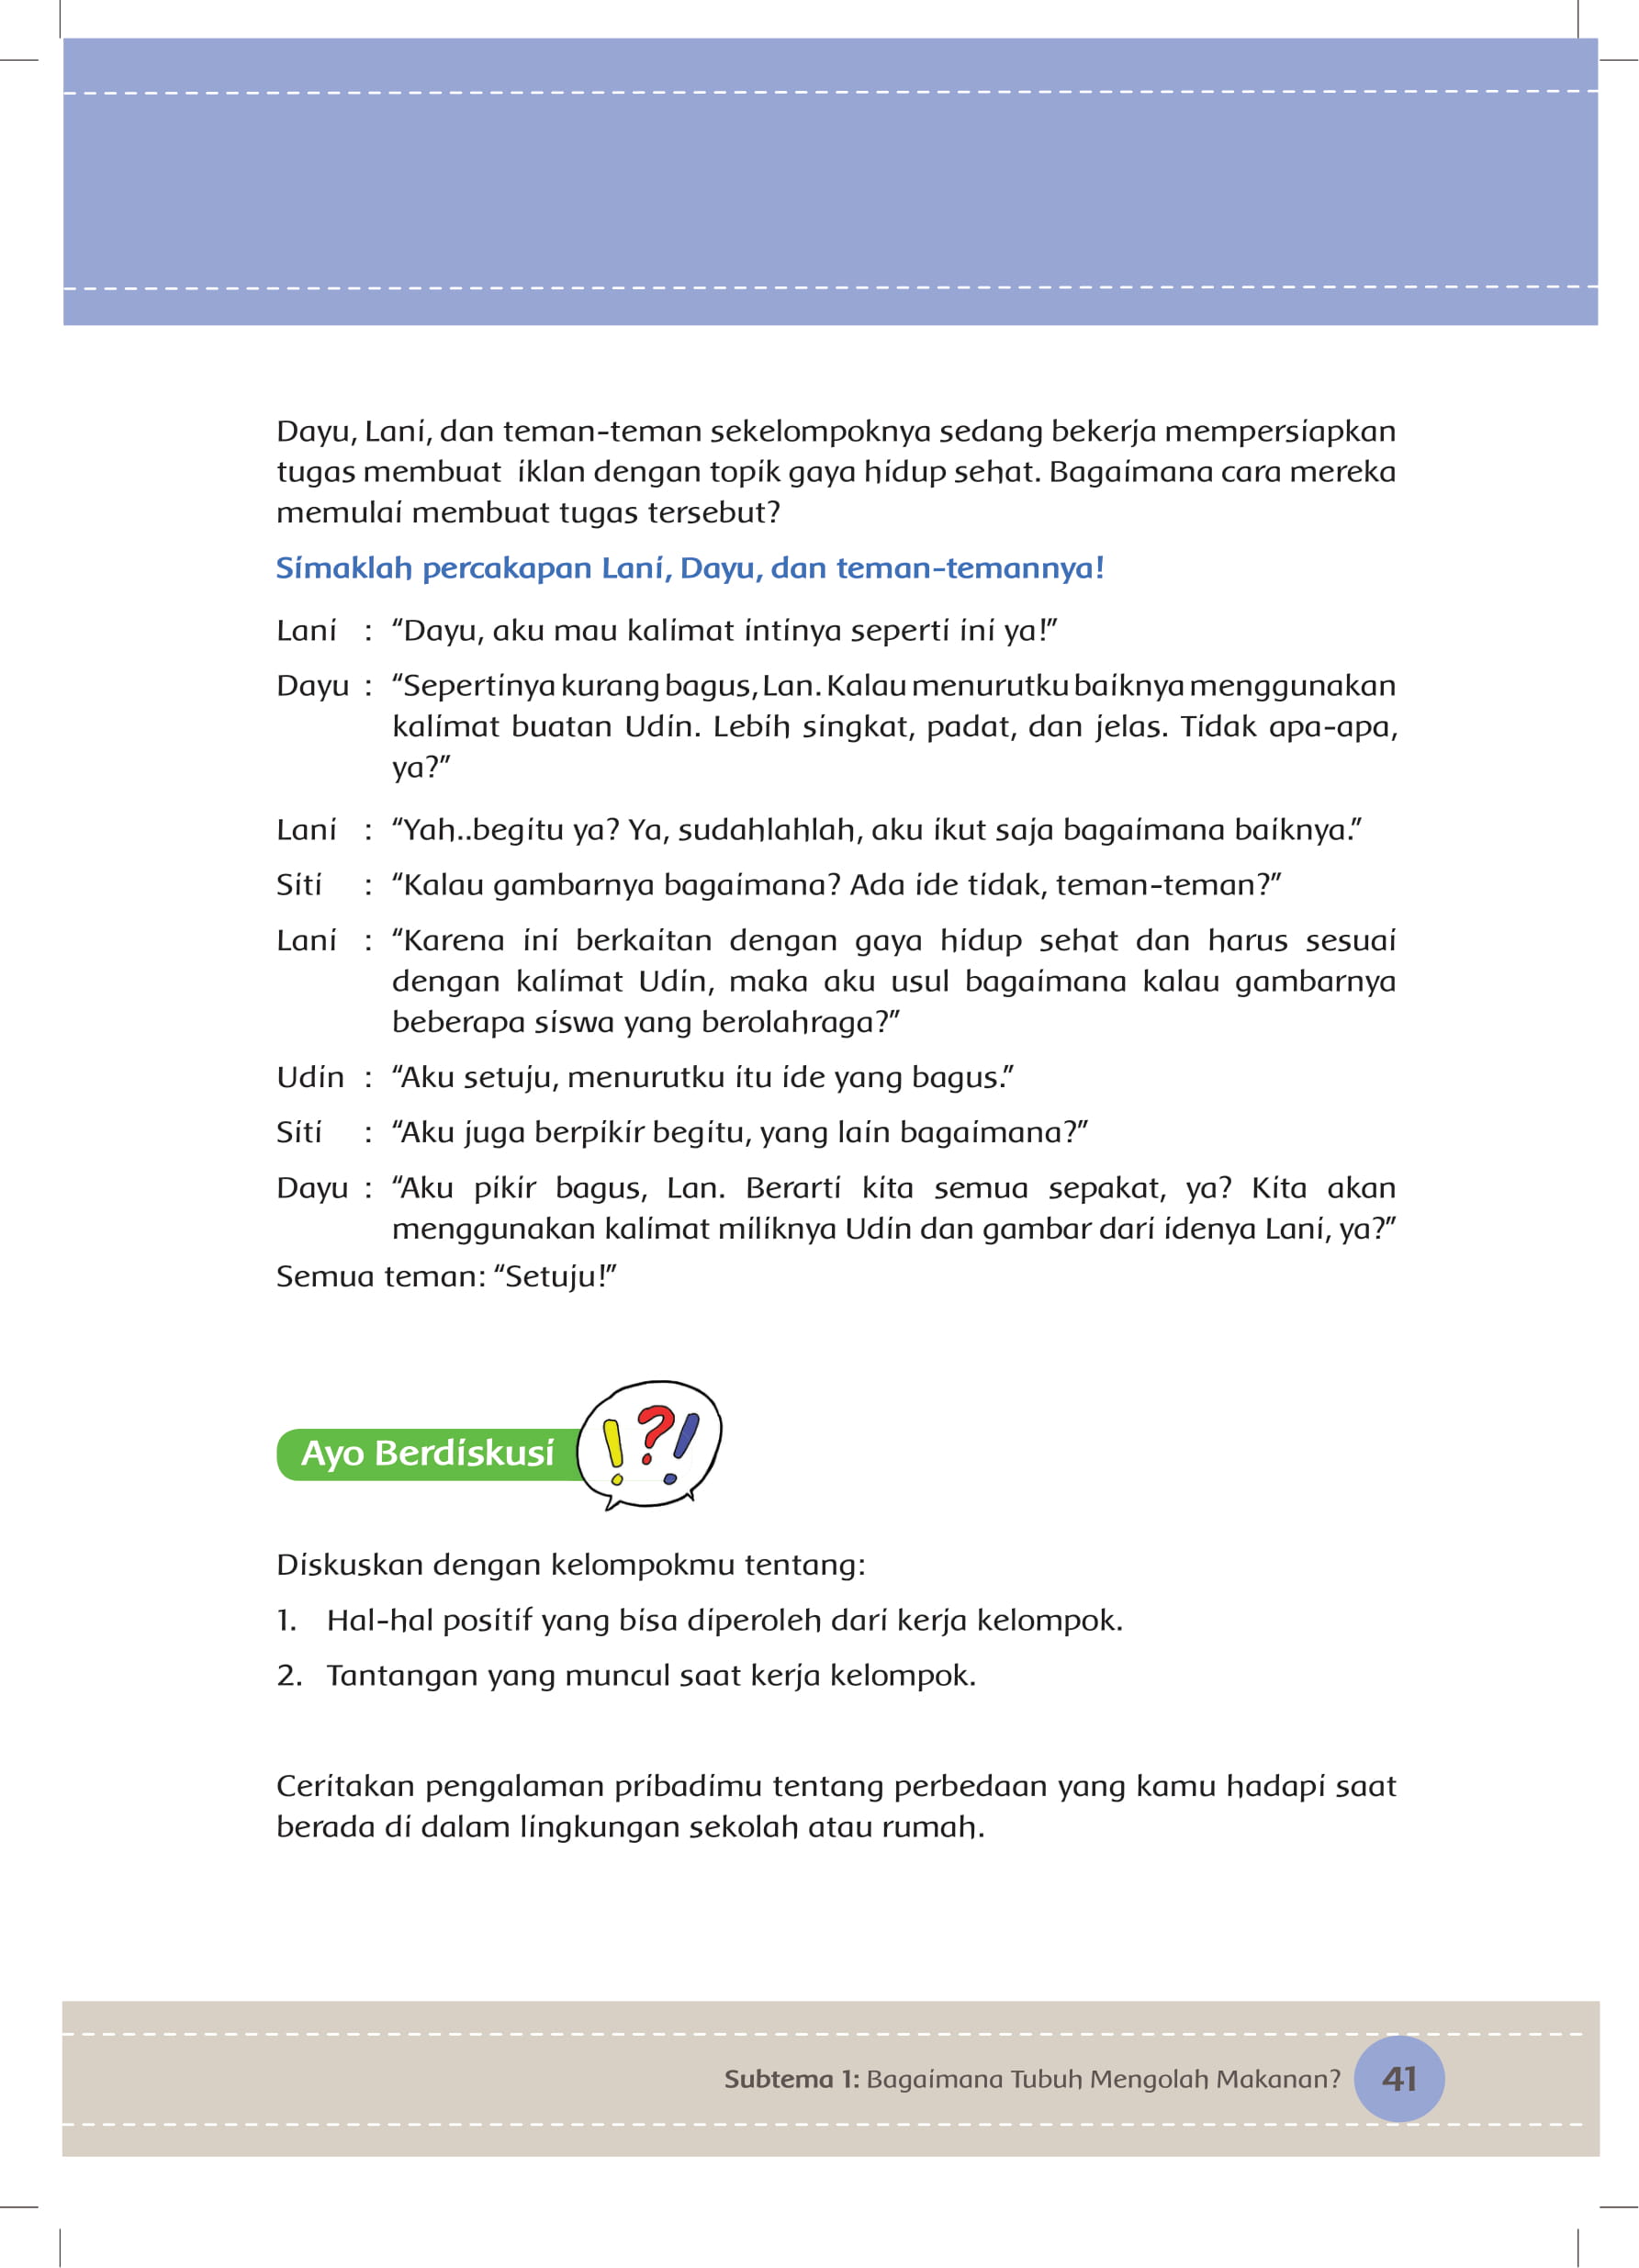 Dayu, Lani, dan teman-teman sekelompoknya sedang bekerja mempersiapkan
tugas membuat iklan dengan topik gaya hidup sehat. Bagaimana cara mereka
memulai membuat tugas tersebut?
Simaklah percakapan Lani, Dayu, dan teman-temannya!
Lani : “Dayu, aku mau kalimat intinya seperti ini ya!”
Dayu : “Sepertinya kurang bagus, Lan. Kalau menurutku baiknya menggunakan
kalimat buatan Udin. Lebih singkat, padat, dan jelas. Tidak apa-apa,
ya?”
Lani : “Yah..begitu ya? Ya, sudahlahlah, aku ikut saja bagaimana baiknya.”
Siti : “Kalau gambarnya bagaimana? Ada ide tidak, teman-teman?”
Lani : “Karena ini berkaitan dengan gaya hidup sehat dan harus sesuai
dengan kalimat Udin, maka aku usul bagaimana kalau gambarnya
beberapa siswa yang berolahraga?”
Udin : “Aku setuju, menurutku itu ide yang bagus.”
Siti : “Aku juga berpikir begitu, yang lain bagaimana?”
Dayu : “Aku pikir bagus, Lan. Berarti kita semua sepakat, ya? Kita akan
menggunakan kalimat miliknya Udin dan gambar dari idenya Lani, ya?”
Semua teman: “Setuju!”
Ayo Berdiskusi
!?!
Diskuskan dengan kelompokmu tentang:
1. Hal-hal positif yang bisa diperoleh dari kerja kelompok.
2. Tantangan yang muncul saat kerja kelompok.
Ceritakan pengalaman pribadimu tentang perbedaan yang kamu hadapi saat
berada di dalam lingkungan sekolah atau rumah.
Subtema 1: Bagaimana Tubuh Mengolah Makanan? 41